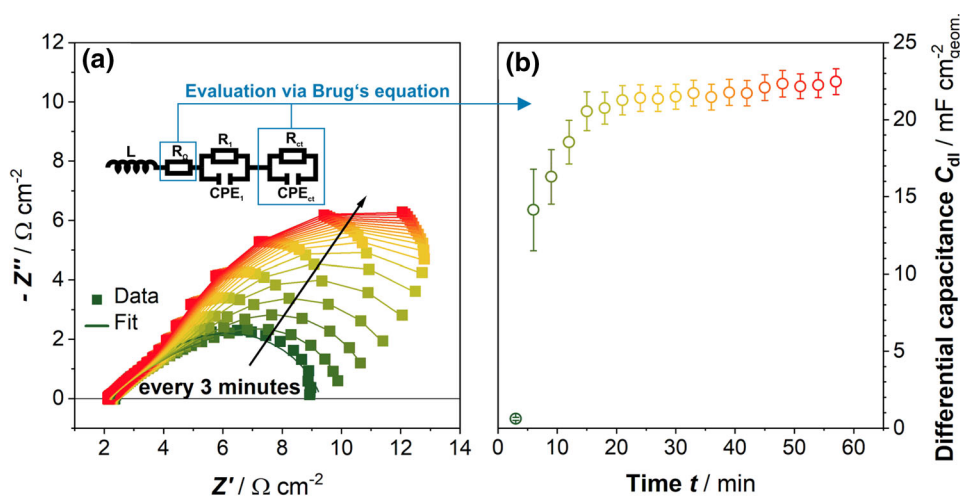 (a)
Evaluation via Brug's equation
L
RΩ
R1
CPE1
Rct
CPEct
Data
Fit
every 3 minutes
12
10
8
6
4
2
0
- Z'' / Ω cm-2
2 4 6 8 10 12 14
Z' / Ω cm-2
(b)
25
20
15
10
5
0
Differential capacitance Cdl / mF cm-2geom.
0 10 20 30 40 50 60
Time t / min